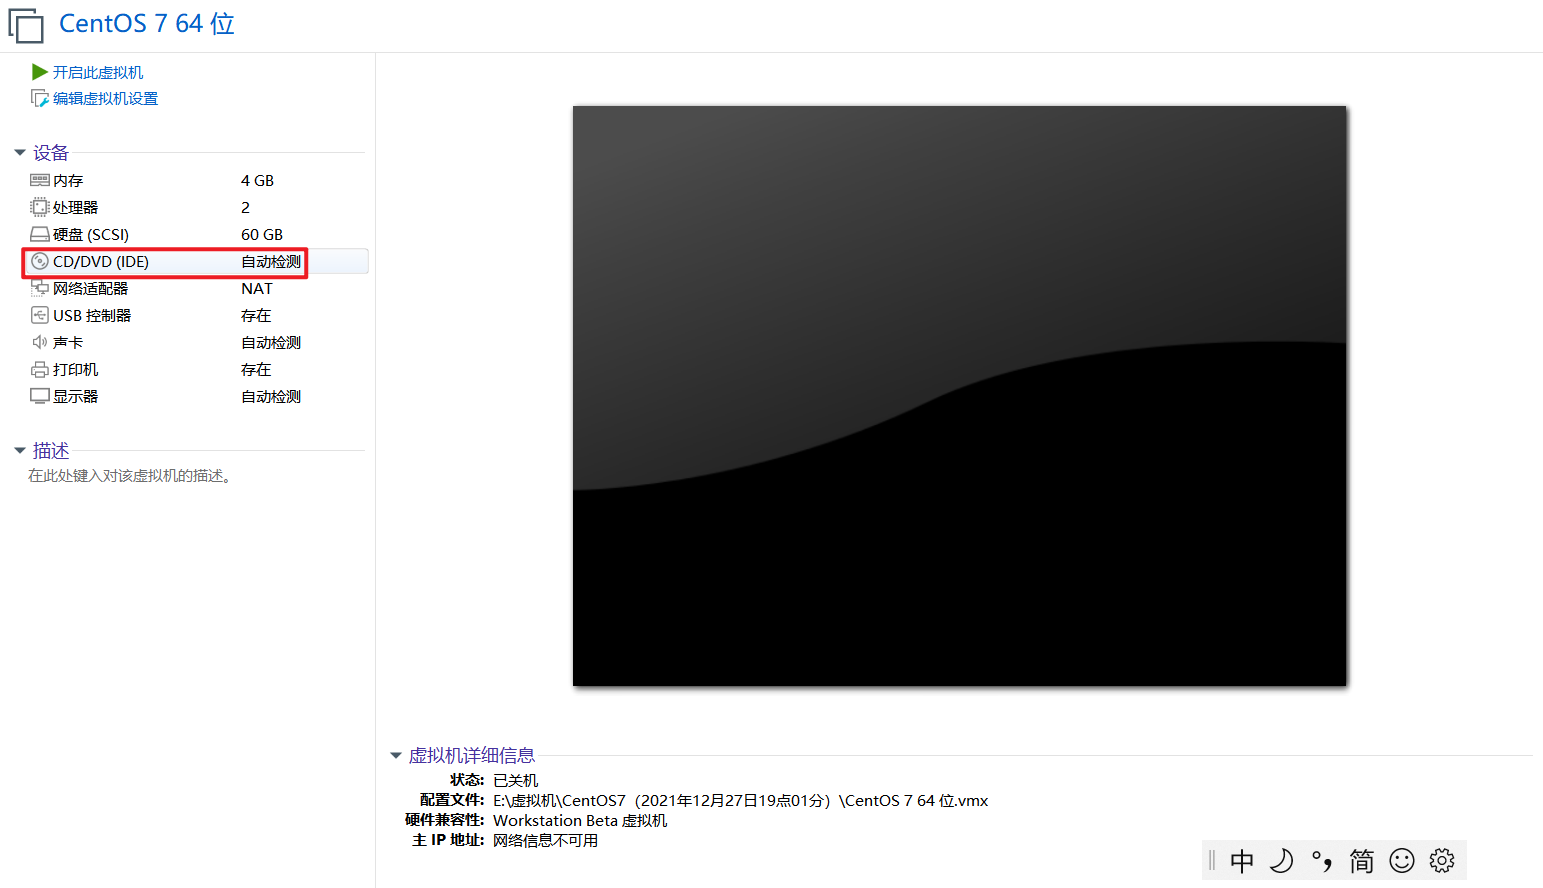 CentOS 7 64 位
开启此虚拟机
编辑虚拟机设置
设备
内存 4 GB
处理器 2
硬盘 (SCSI) 60 GB
CD/DVD (IDE) 自动检测
网络适配器 NAT
USB 控制器 存在
声卡 自动检测
打印机 存在
显示器 自动检测
描述
在此处键入对该虚拟机的描述。
虚拟机详细信息
状态: 已关机
配置文件: E:\虚拟机\CentOS7（2021年12月27日19点01分）\CentOS 7 64 位.vmx
硬件兼容性: Workstation Beta 虚拟机
主 IP 地址: 网络信息不可用
中 °, 简